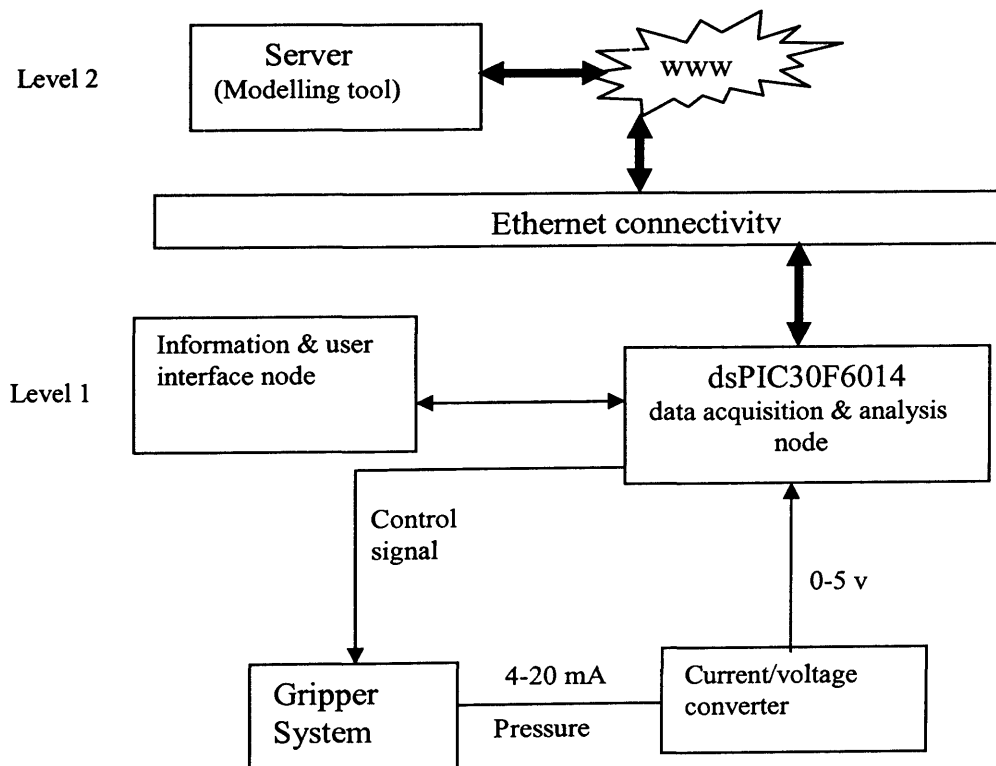 Level 2
Server
(Modelling tool)
www
Ethernet connectivity
Level 1
Information & user
interface node
dsPIC30F6014
data acquisition & analysis
node
Control
signal
0-5 v
Gripper
System
4-20 mA
Pressure
Current/voltage
converter